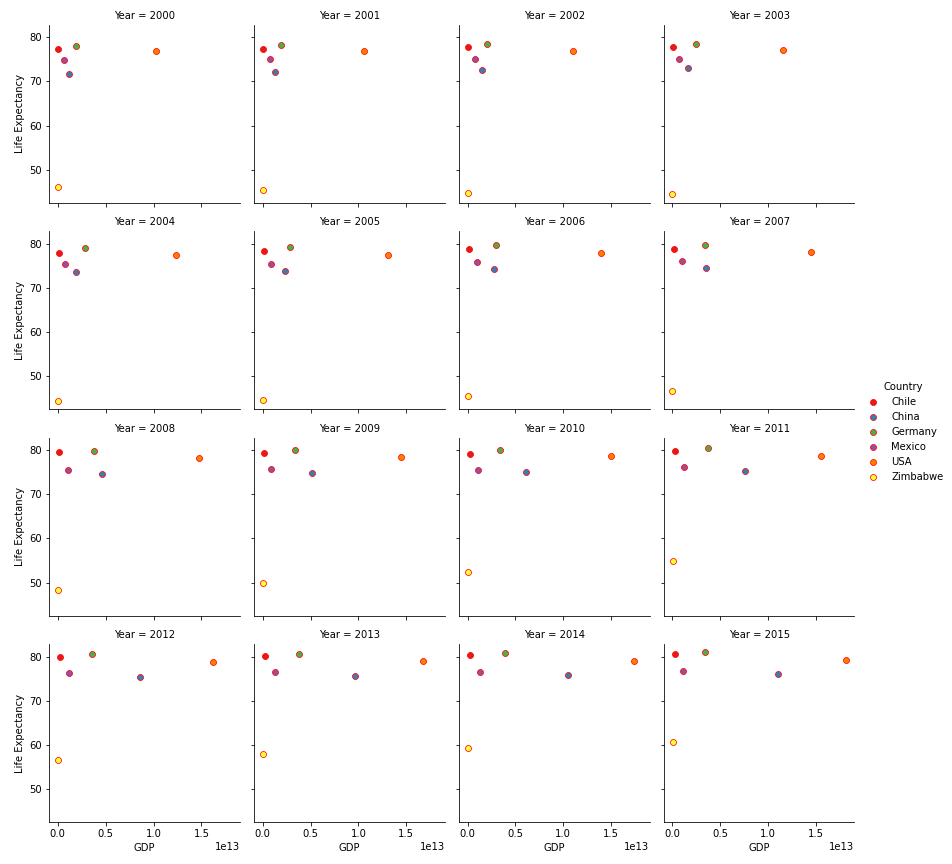 Year = 2000 Year = 2001 Year = 2002 Year = 2003
80
70
60
50
Life Expectancy
Year = 2004 Year = 2005 Year = 2006 Year = 2007
80
70
60
50
Life Expectancy
Country
Chile
China
Germany
Mexico
USA
Zimbabwe
Year = 2008 Year = 2009 Year = 2010 Year = 2011
80
70
60
50
Life Expectancy
Year = 2012 Year = 2013 Year = 2014 Year = 2015
80
70
60
50
Life Expectancy
0.0 0.5 1.0 1.5 0.0 0.5 1.0 1.5 0.0 0.5 1.0 1.5 0.0 0.5 1.0 1.5
GDP 1e13 GDP 1e13 GDP 1e13 GDP 1e13